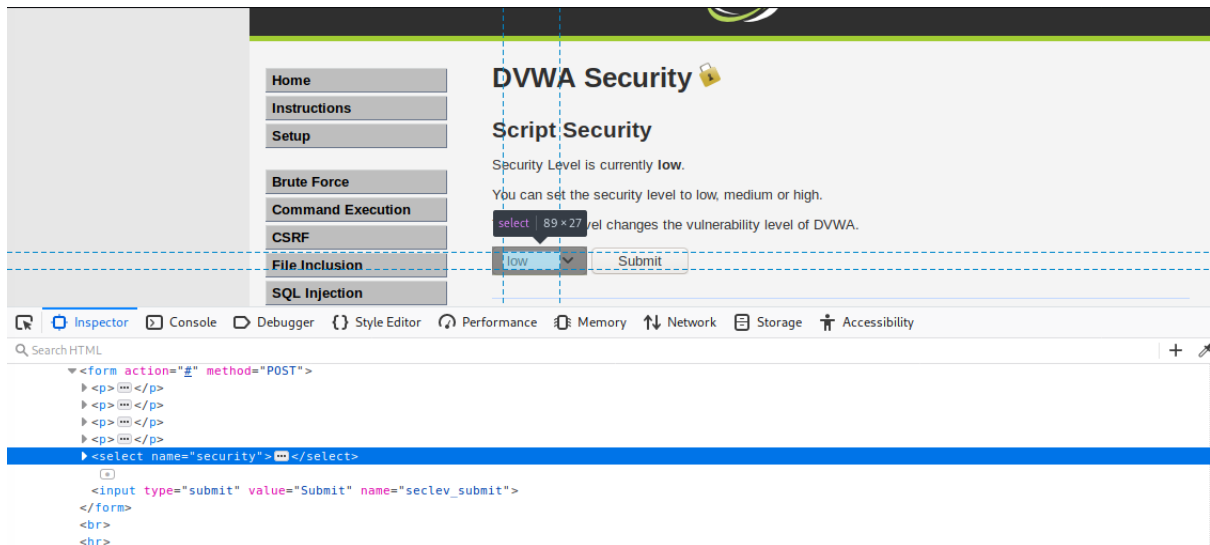 Home
Instructions
Setup
Brute Force
Command Execution
CSRF
File Inclusion
SQL Injection
DVWA Security
Script Security
Security Level is currently low.
You can set the security level to low, medium or high.
vel changes the vulnerability level of DVWA.
select 89 × 27
low
Submit
Inspector Console Debugger {} Style Editor Performance Memory Network Storage Accessibility
Search HTML
<form action="#" method="POST">
<p></p>
<p></p>
<p></p>
<p></p>
<select name="security"></select>
<input type="submit" value="Submit" name="seclev_submit">
</form>
<br>
<hr>